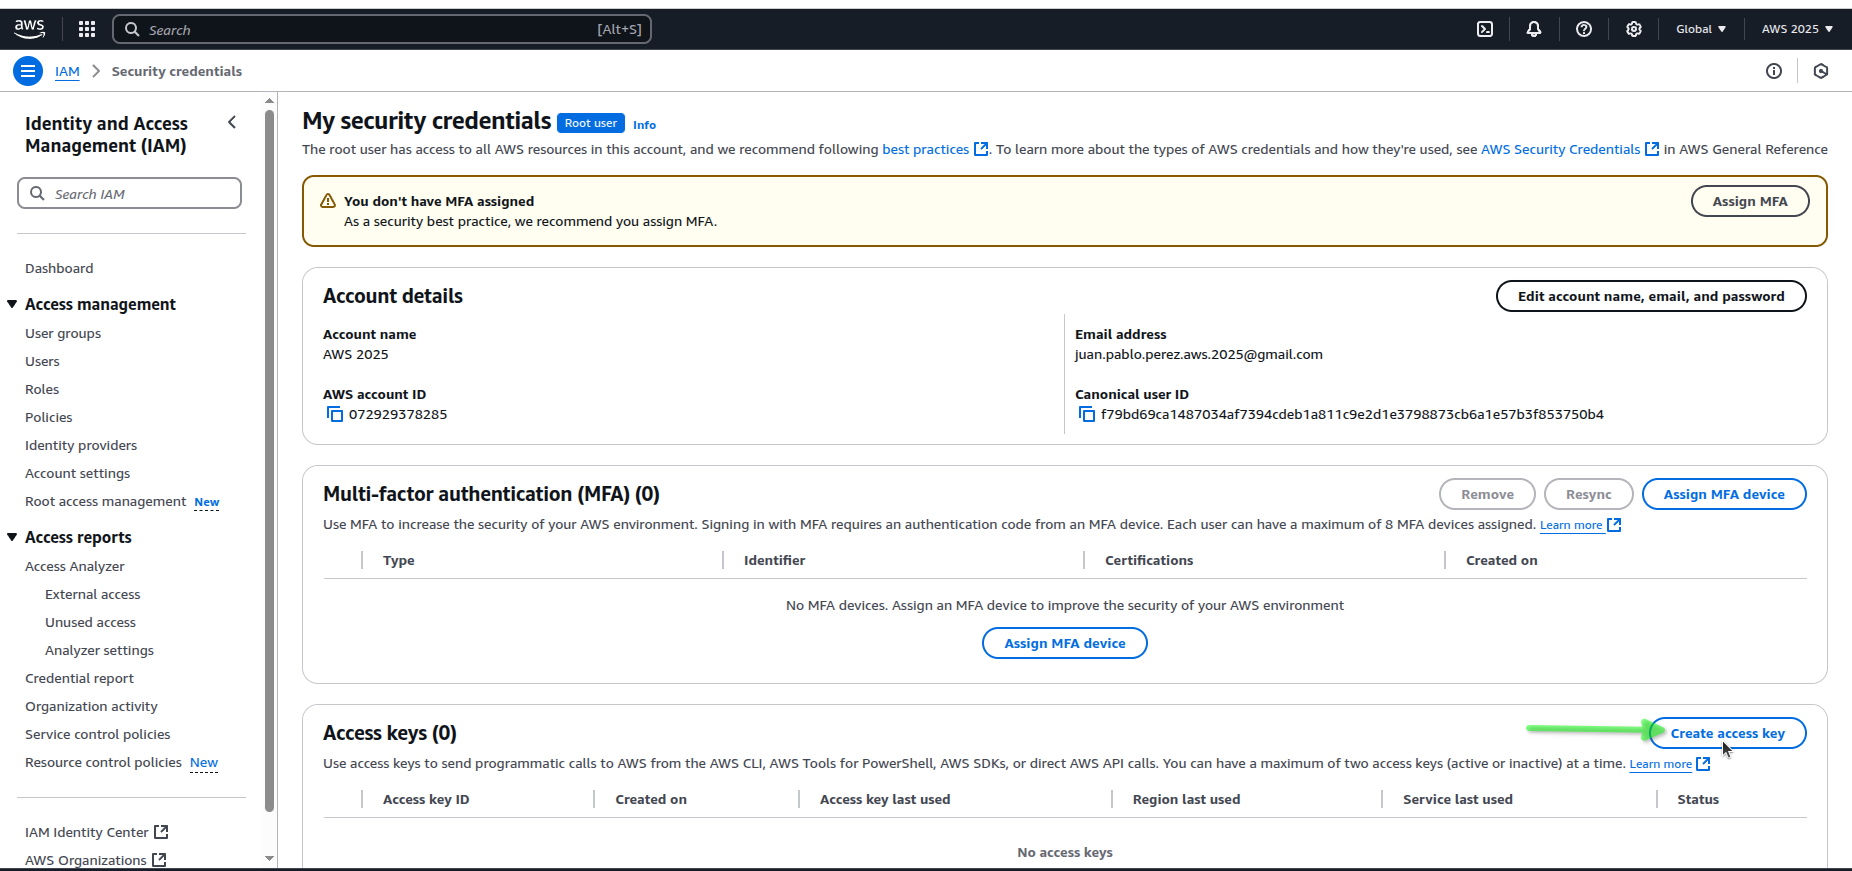 aws
Search [Alt+S]
Global
AWS 2025
IAM
Security credentials
Identity and Access
Management (IAM)
Search IAM
Dashboard
Access management
User groups
Users
Roles
Policies
Identity providers
Account settings
Root access management New
Access reports
Access Analyzer
External access
Unused access
Analyzer settings
Credential report
Organization activity
Service control policies
Resource control policies New
IAM Identity Center
AWS Organizations
My security credentials Root user Info
The root user has access to all AWS resources in this account, and we recommend following best practices. To learn more about the types of AWS credentials and how they're used, see AWS Security Credentials in AWS General Reference
You don't have MFA assigned
As a security best practice, we recommend you assign MFA.
Assign MFA
Account details
Edit account name, email, and password
Account name
AWS 2025
Email address
juan.pablo.perez.aws.2025@gmail.com
AWS account ID
072929378285
Canonical user ID
f79bd69ca1487034af7394cdeb1a811c9e2d1e3798873cb6a1e57b3f853750b4
Multi-factor authentication (MFA) (0)
Remove
Resync
Assign MFA device
Use MFA to increase the security of your AWS environment. Signing in with MFA requires an authentication code from an MFA device. Each user can have a maximum of 8 MFA devices assigned. Learn more
Type Identifier Certifications Created on
No MFA devices. Assign an MFA device to improve the security of your AWS environment
Assign MFA device
Access keys (0)
Create access key
Use access keys to send programmatic calls to AWS from the AWS CLI, AWS Tools for PowerShell, AWS SDKs, or direct AWS API calls. You can have a maximum of two access keys (active or inactive) at a time. Learn more
Access key ID Created on Access key last used Region last used Service last used Status
No access keys